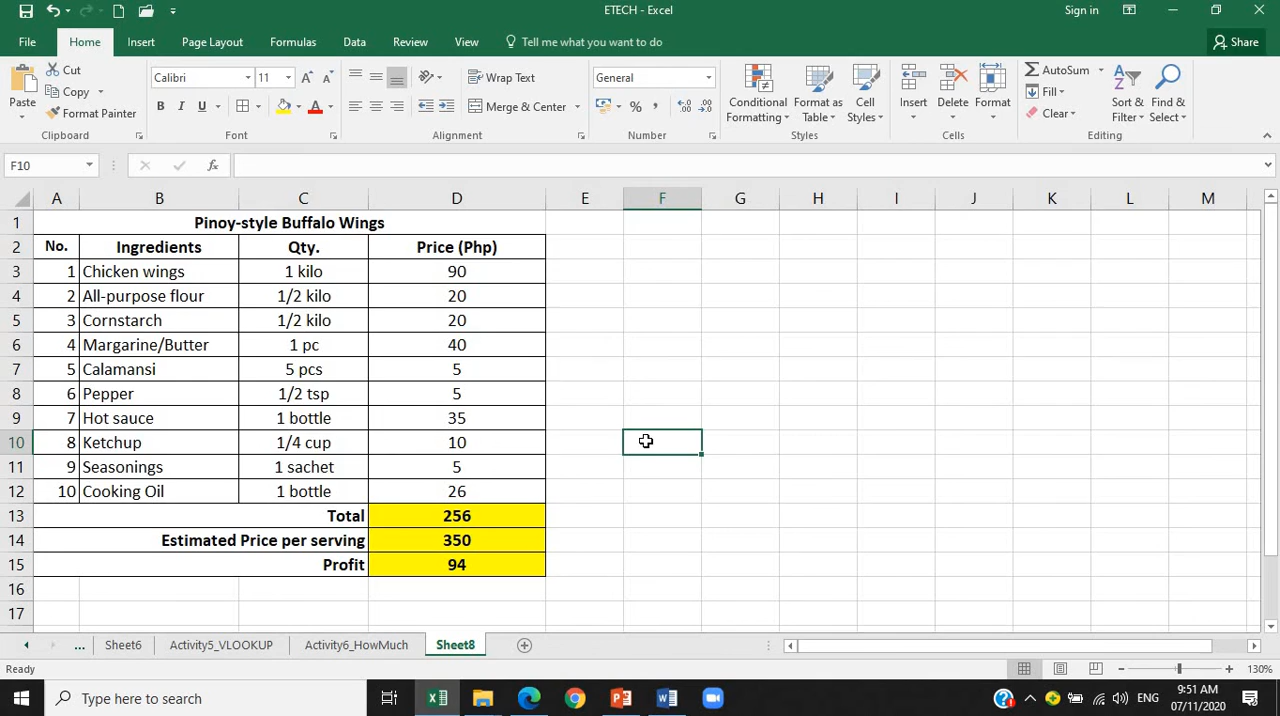 ETECH - Excel
Sign in
File Home Insert Page Layout Formulas Data Review View Tell me what you want to do Share
Paste
Cut
Copy
Format Painter
Clipboard
Calibri 11
B I U
Font
Wrap Text
Merge & Center
Alignment
General
% ,
Number
Conditional Formatting
Format as Table
Cell Styles
Styles
Insert Delete Format
Cells
AutoSum
Fill
Clear
Sort & Filter
Find & Select
Editing
F10 fx
A B C D E F G H I J K L M
1 Pinoy-style Buffalo Wings
2 No. Ingredients Qty. Price (Php)
3 1 Chicken wings 1 kilo 90
4 2 All-purpose flour 1/2 kilo 20
5 3 Cornstarch 1/2 kilo 20
6 4 Margarine/Butter 1 pc 40
7 5 Calamansi 5 pcs 5
8 6 Pepper 1/2 tsp 5
9 7 Hot sauce 1 bottle 35
10 8 Ketchup 1/4 cup 10
11 9 Seasonings 1 sachet 5
12 10 Cooking Oil 1 bottle 26
13 Total 256
14 Estimated Price per serving 350
15 Profit 94
16
17
... Sheet6 Activity5_VLOOKUP Activity6_HowMuch Sheet8
Ready 130%
Type here to search
ENG
9:51 AM
07/11/2020